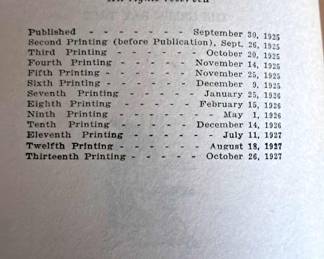 All rights reserved
Published - - - - - - - September 30, 1925
Second Printing (before Publication), Sept. 26, 1925
Third Printing - - - - - October 20, 1925
Fourth Printing - - - - - November 14, 1925
Fifth Printing - - - - - November 25, 1925
Sixth Printing - - - - - December 9, 1925
Seventh Printing - - - - - January 25, 1926
Eighth Printing - - - - - February 15, 1926
Ninth Printing - - - - - - May 1, 1926
Tenth Printing - - - - - December 14, 1926
Eleventh Printing - - - - - July 11, 1927
Twelfth Printing - - - - - August 18, 1927
Thirteenth Printing - - - - October 26, 1927